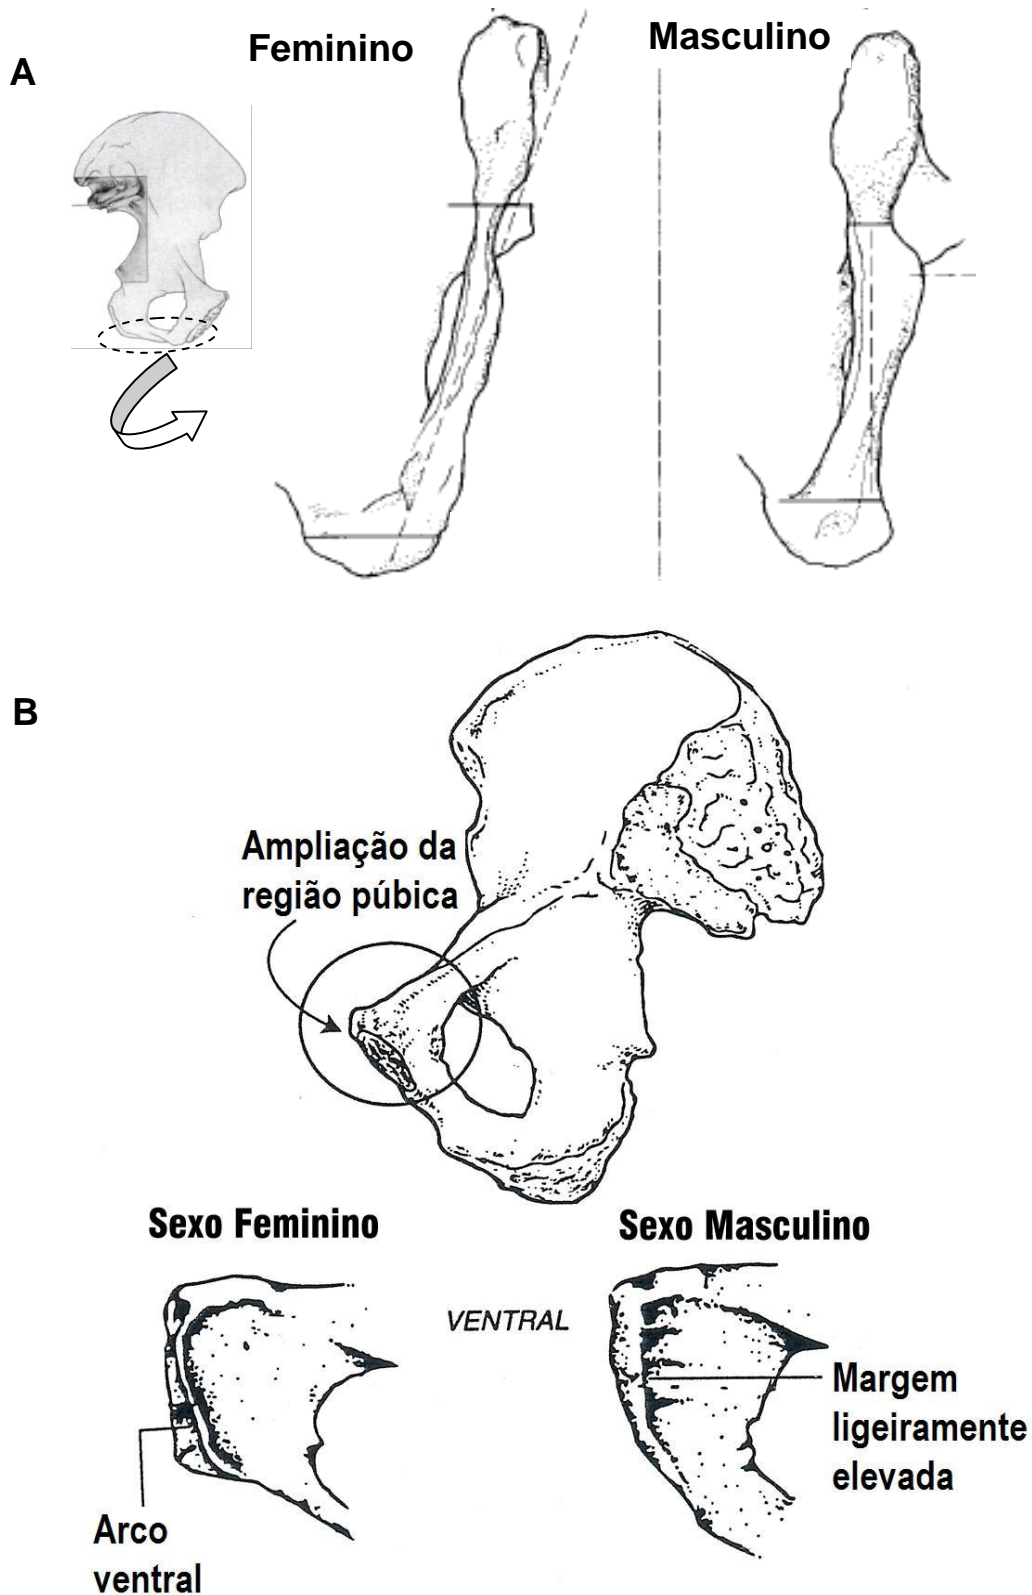 A
Feminino
Masculino
B
Ampliação da
região púbica
Sexo Feminino
Sexo Masculino
VENTRAL
Margem
ligeiramente
elevada
Arco
ventral